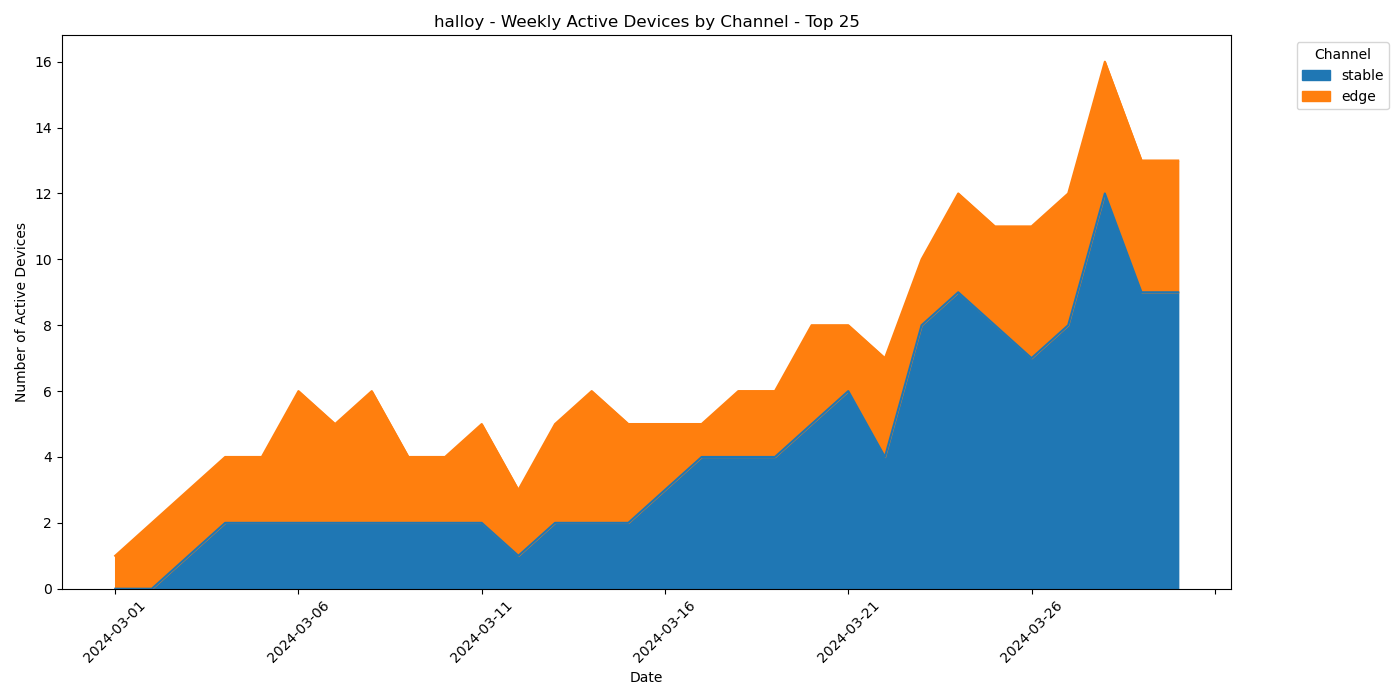 halloy - Weekly Active Devices by Channel - Top 25
Channel
stable
edge
Number of Active Devices
16
14
12
10
8
6
4
2
0
2024-03-01
2024-03-06
2024-03-11
2024-03-16
2024-03-21
2024-03-26
Date